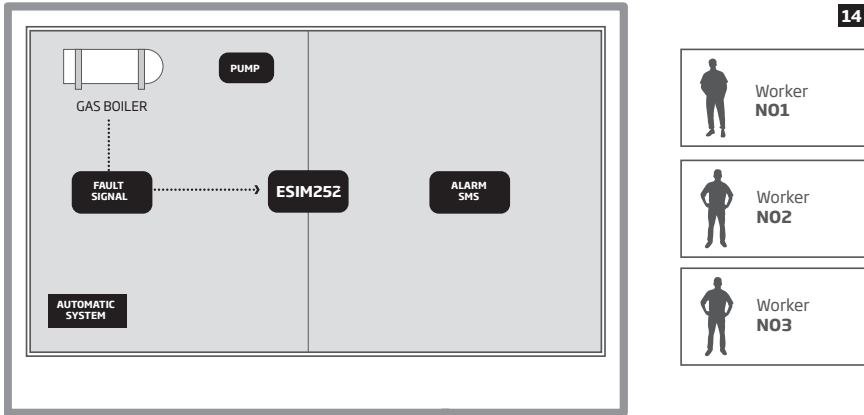 14
PUMP
GAS BOILER
FAULT
SIGNAL
ESIM252
ALARM
SMS
AUTOMATIC
SYSTEM
Worker
NO1
Worker
NO2
Worker
NO3